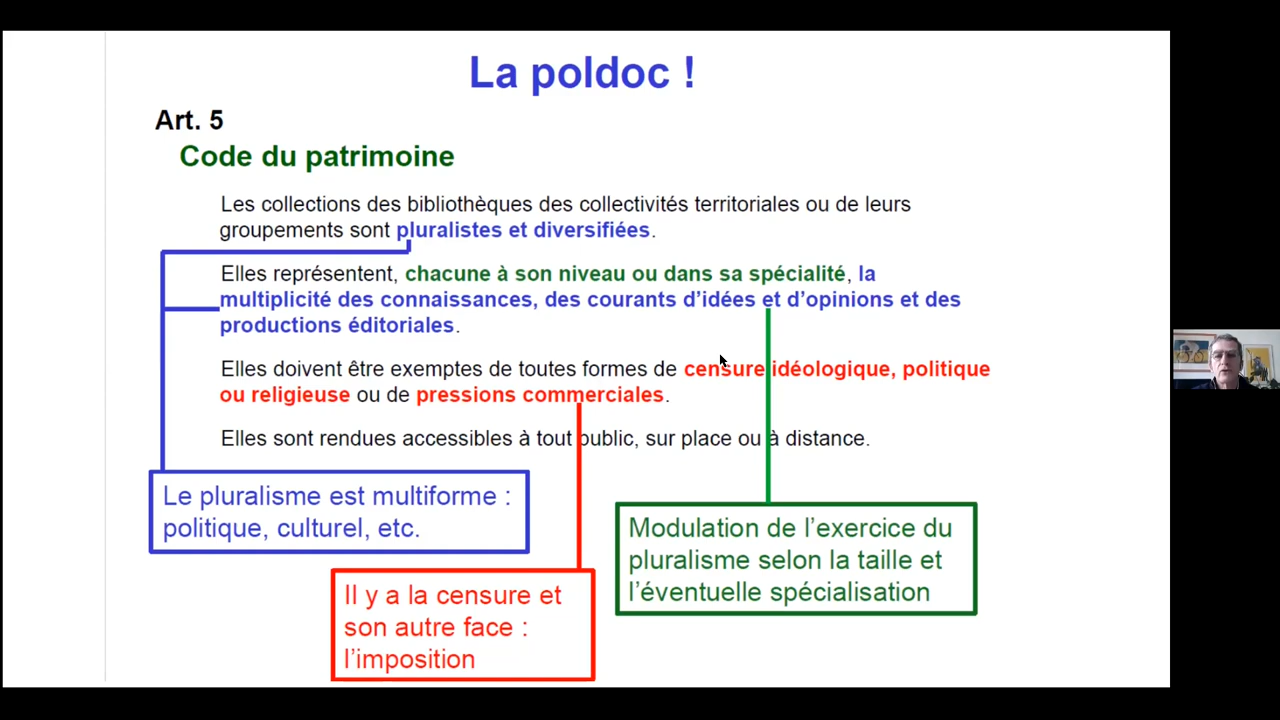 La poldoc !
Art. 5
Code du patrimoine
Les collections des bibliothèques des collectivités territoriales ou de leurs
groupements sont pluralistes et diversifiées.
Elles représentent, chacune à son niveau ou dans sa spécialité, la
multiplicité des connaissances, des courants d'idées et d'opinions et des
productions éditoriales.
Elles doivent être exemptes de toutes formes de censure idéologique, politique
ou religieuse ou de pressions commerciales.
Elles sont rendues accessibles à tout public, sur place ou à distance.
Le pluralisme est multiforme :
politique, culturel, etc.
Modulation de l'exercice du
pluralisme selon la taille et
l'éventuelle spécialisation
Il y a la censure et
son autre face :
l'imposition